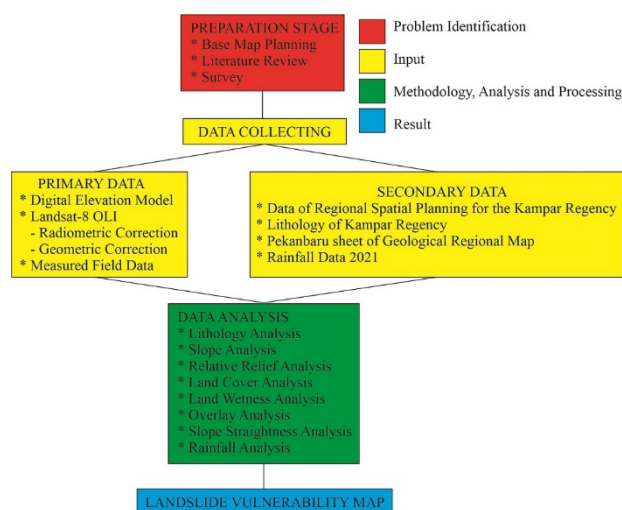 PREPARATION STAGE
* Base Map Planning
* Literature Review
* Survey
Problem Identification
Input
Methodology, Analysis and Processing
Result
DATA COLLECTING
PRIMARY DATA
* Digital Elevation Model
* Landsat-8 OLI
- Radiometric Correction
- Geometric Correction
* Measured Field Data
SECONDARY DATA
* Data of Regional Spatial Planning for the Kampar Regency
* Lithology of Kampar Regency
* Pekanbaru sheet of Geological Regional Map
* Rainfall Data 2021
DATA ANALYSIS
* Lithology Analysis
* Slope Analysis
* Relative Relief Analysis
* Land Cover Analysis
* Land Wetness Analysis
* Overlay Analysis
* Slope Straightness Analysis
* Rainfall Analysis
LANDSLIDE VULNERABILITY MAP